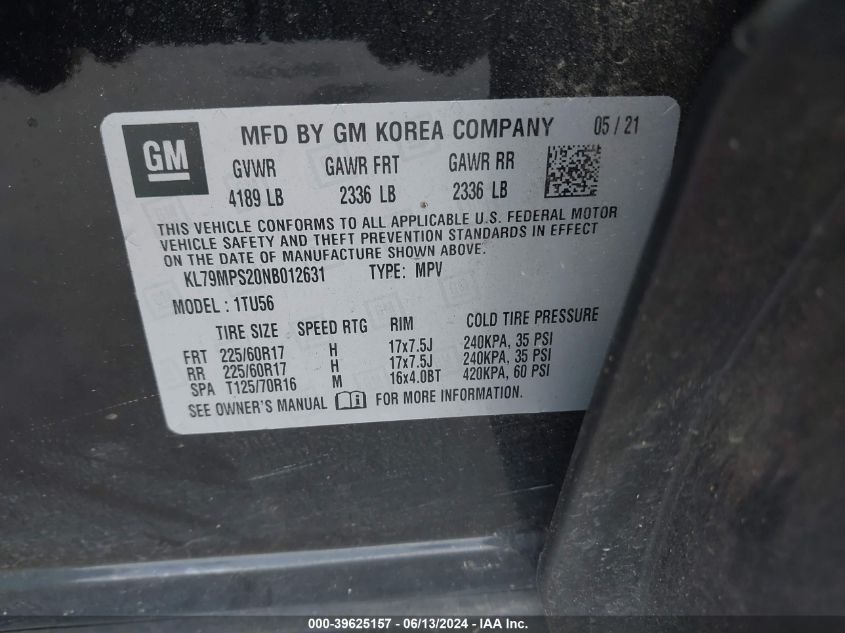 GM
MFD BY GM KOREA COMPANY 05 / 21
GVWR GAWR FRT GAWR RR
4189 LB 2336 LB 2336 LB
THIS VEHICLE CONFORMS TO ALL APPLICABLE U.S. FEDERAL MOTOR
VEHICLE SAFETY AND THEFT PREVENTION STANDARDS IN EFFECT
ON THE DATE OF MANUFACTURE SHOWN ABOVE.
KL79MPS20NB012631 TYPE: MPV
MODEL : 1TU56
TIRE SIZE SPEED RTG RIM COLD TIRE PRESSURE
FRT 225/60R17 H 17x7.5J 240KPA, 35 PSI
RR 225/60R17 H 17x7.5J 240KPA, 35 PSI
SPA T125/70R16 M 16x4.0BT 420KPA, 60 PSI
SEE OWNER'S MANUAL FOR MORE INFORMATION.
000-39625157 - 06/13/2024 - IAA Inc.